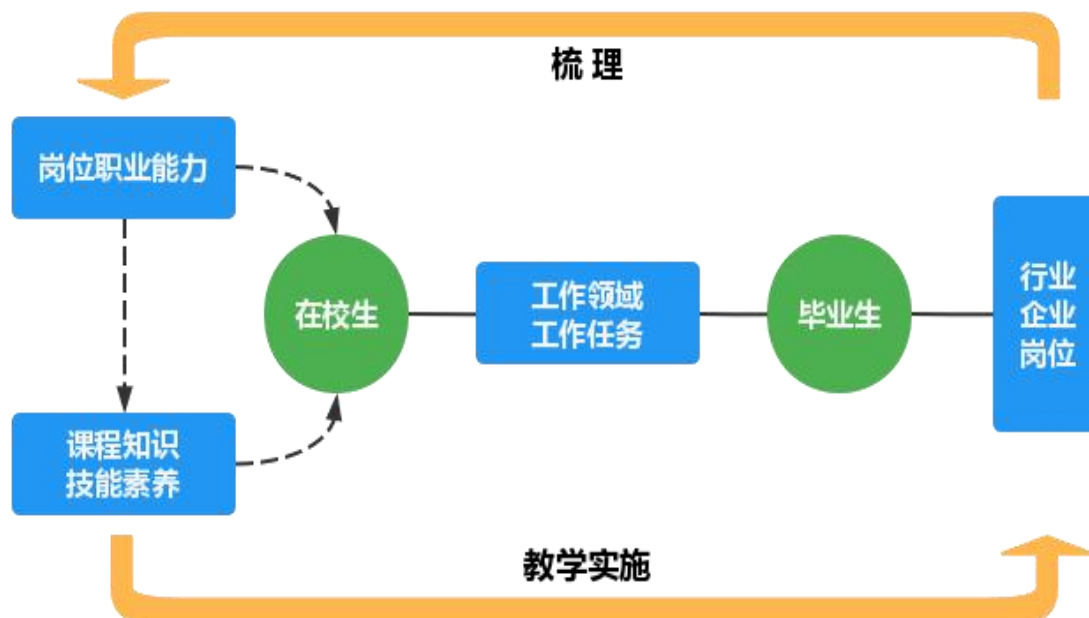 梳 理
岗位职业能力
在校生
工作领域
工作任务
毕业生
行业
企业
岗位
课程知识
技能素养
教学实施